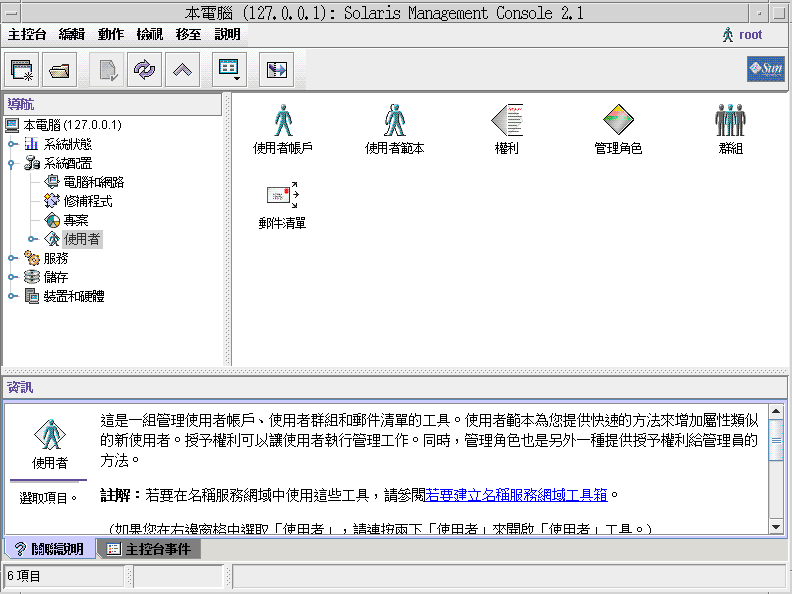 本電腦 (127.0.0.1): Solaris Management Console 2.1
主控台 編輯 動作 檢視 移至 說明
root
Sun
導航
本電腦 (127.0.0.1)
系統狀態
系統配置
電腦和網路
修補程式
專案
使用者
服務
儲存
裝置和硬體
使用者帳戶 使用者範本 權利 管理角色 群組
郵件清單
資訊
使用者
選取項目。
這是一組管理使用者帳戶、使用者群組和郵件清單的工具。使用者範本為您提供快速的方法來增加屬性類似
的新使用者。授予權利可以讓使用者執行管理工作。同時，管理角色也是另外一種提供授予權利給管理員的
方法。
註解：若要在名稱服務網域中使用這些工具，請參閱若要建立名稱服務網域工具箱。
（如果您在右邊窗格中選取「使用者」，請連按兩下「使用者」來開啟「使用者」工具。）
關聯說明 主控台事件
6 項目